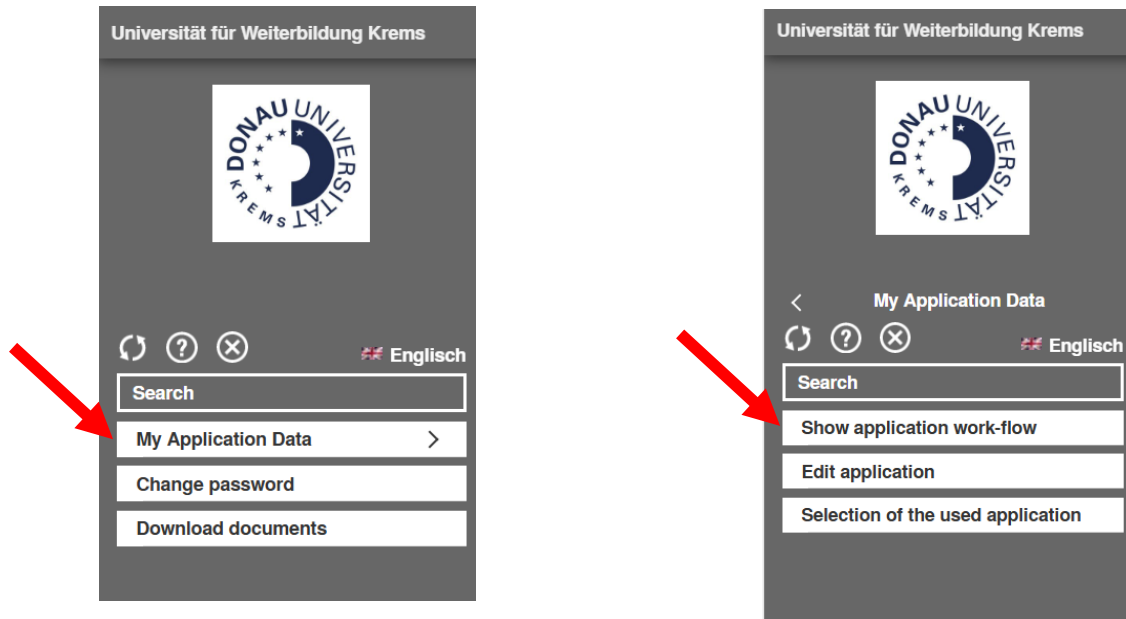 Universität für Weiterbildung Krems
DONAU UNIVERSITÄT KREMS
?
Englisch
Search
My Application Data
Change password
Download documents
Universität für Weiterbildung Krems
DONAU UNIVERSITÄT KREMS
My Application Data
?
Englisch
Search
Show application work-flow
Edit application
Selection of the used application